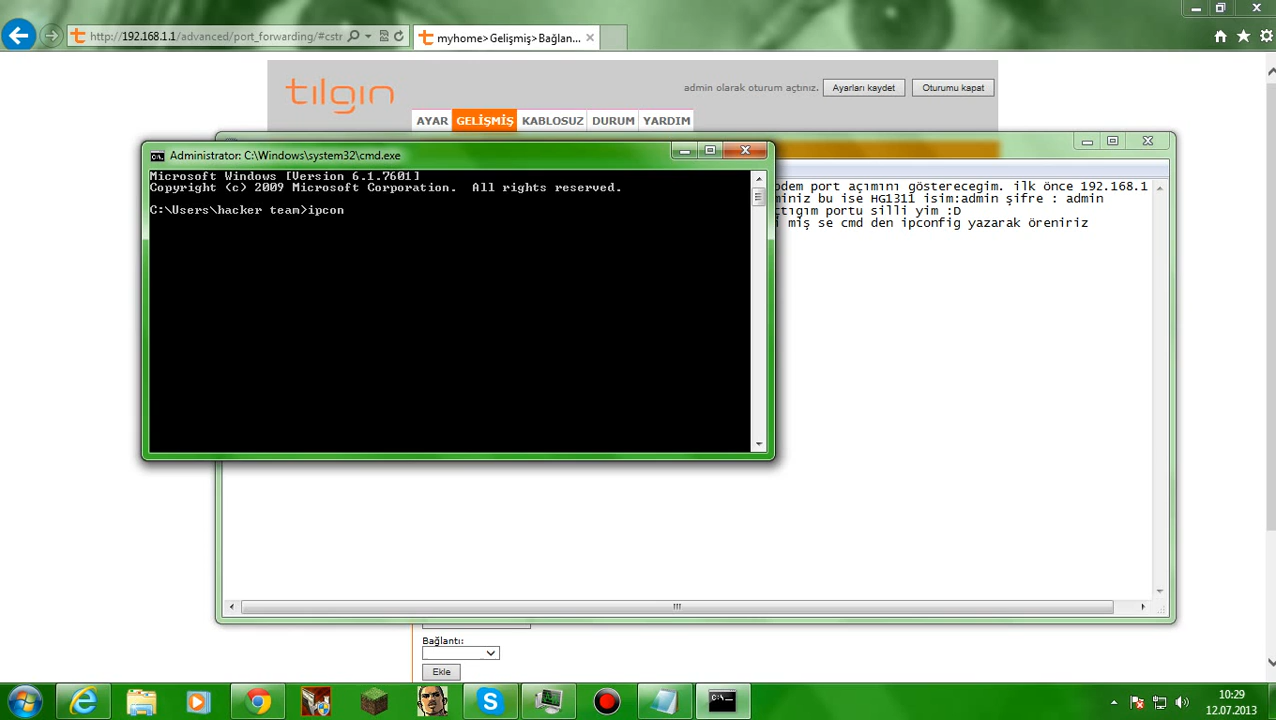 http://192.168.1.1/advanced/port_forwarding/#cstr
myhome>Gelişmiş>Bağlan...
tilgin
admin olarak oturum açtınız.
Ayarları kaydet
Oturumu kapat
AYAR GELİŞMİŞ KABLOSUZ DURUM YARDIM
Administrator: C:\Windows\system32\cmd.exe
Microsoft Windows [Version 6.1.7601]
Copyright (c) 2009 Microsoft Corporation. All rights reserved.
C:\Users\hacker team>ipcon
odem port açımını gösterecegim. ilk önce 192.168.1
miniz bu ise HG1311 isim:admin şifre : admin
tıgım portu silli yim :D
miş se cmd den ipconfig yazarak öreniriz
Bağlantı:
Ekle
10:29
12.07.2013